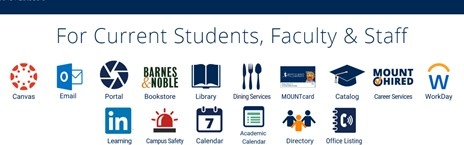 For Current Students, Faculty & Staff
BARNES
&NOBLE
MOUNT
HIRED
Canvas Email Portal Bookstore Library Dining Services MOUNTcard Catalog Career Services WorkDay
in
7
Learning Campus Safety Calendar Academic
Calendar Directory Office Listing